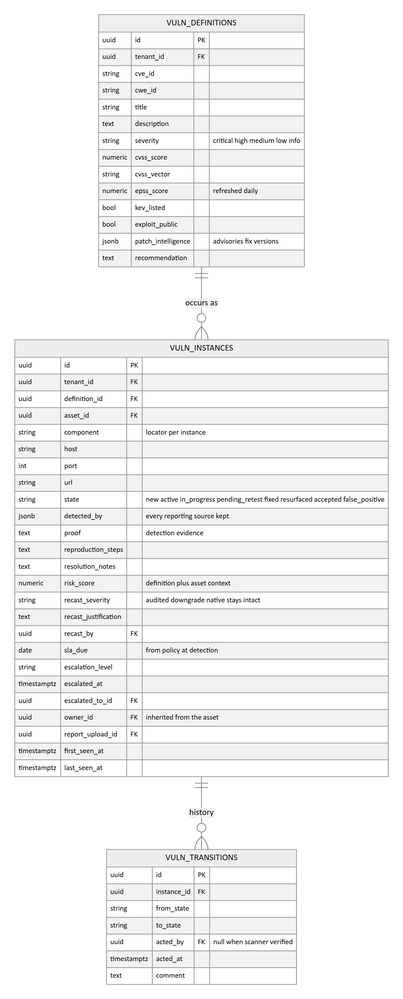 VULN_DEFINITIONS
uuid id PK
uuid tenant_id FK
string cve_id
string cwe_id
string title
text description
string severity critical high medium low info
numeric cvss_score
string cvss_vector
numeric epss_score refreshed daily
bool kev_listed
bool exploit_public
jsonb patch_intelligence advisories fix versions
text recommendation
occurs as
VULN_INSTANCES
uuid id PK
uuid tenant_id FK
uuid definition_id FK
uuid asset_id FK
string component locator per instance
string host
int port
string url
string state new active in_progress pending_retest fixed resurfaced accepted false_positive
jsonb detected_by every reporting source kept
text proof detection evidence
text reproduction_steps
text resolution_notes
numeric risk_score definition plus asset context
string recast_severity audited downgrade native stays intact
text recast_justification
uuid recast_by FK
date sla_due from policy at detection
string escalation_level
timestamptz escalated_at
uuid escalated_to_id FK
uuid owner_id FK inherited from the asset
uuid report_upload_id FK
timestamptz first_seen_at
timestamptz last_seen_at
history
VULN_TRANSITIONS
uuid id PK
uuid instance_id FK
string from_state
string to_state
uuid acted_by FK null when scanner verified
timestamptz acted_at
text comment